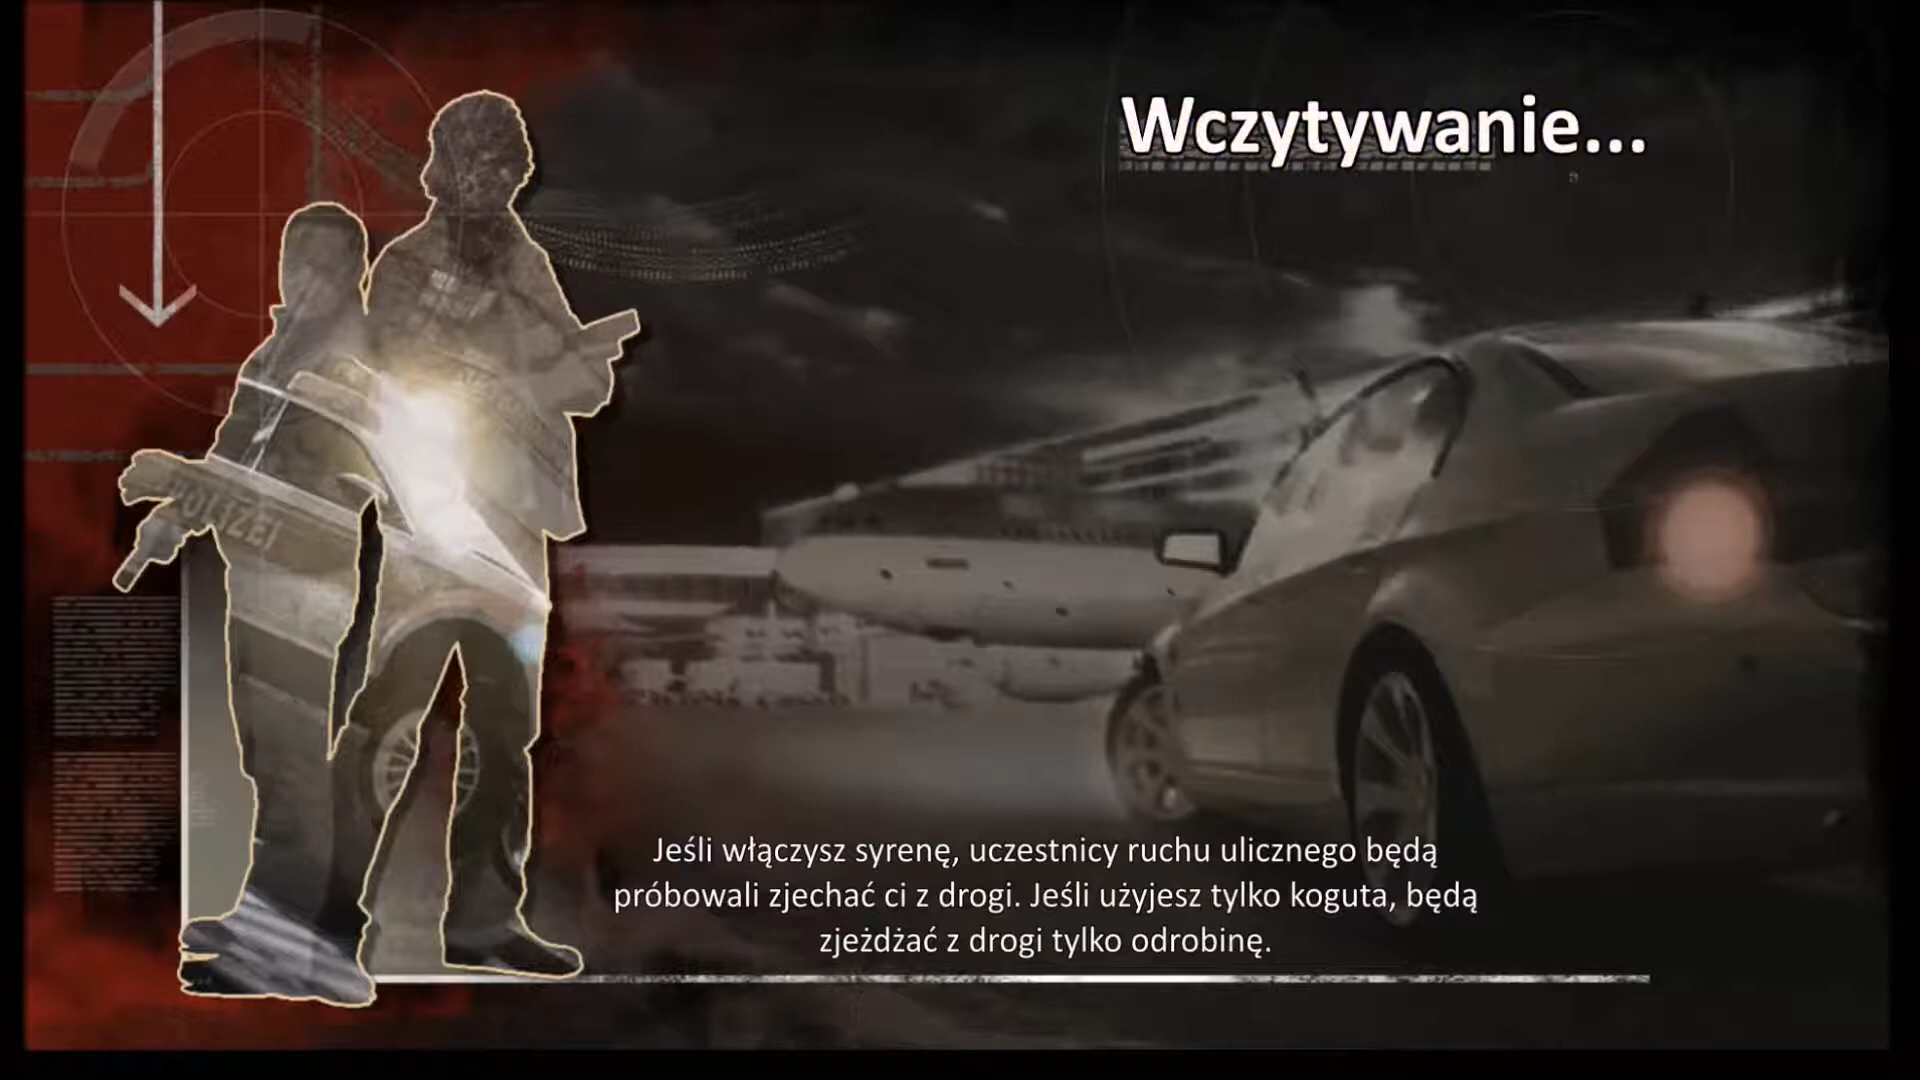 Wczytywanie...
POLIZEI
Jeśli włączysz syrenę, uczestnicy ruchu ulicznego będą
próbowali zjechać ci z drogi. Jeśli użyjesz tylko koguta, będą
zjeżdżać z drogi tylko odrobinę.